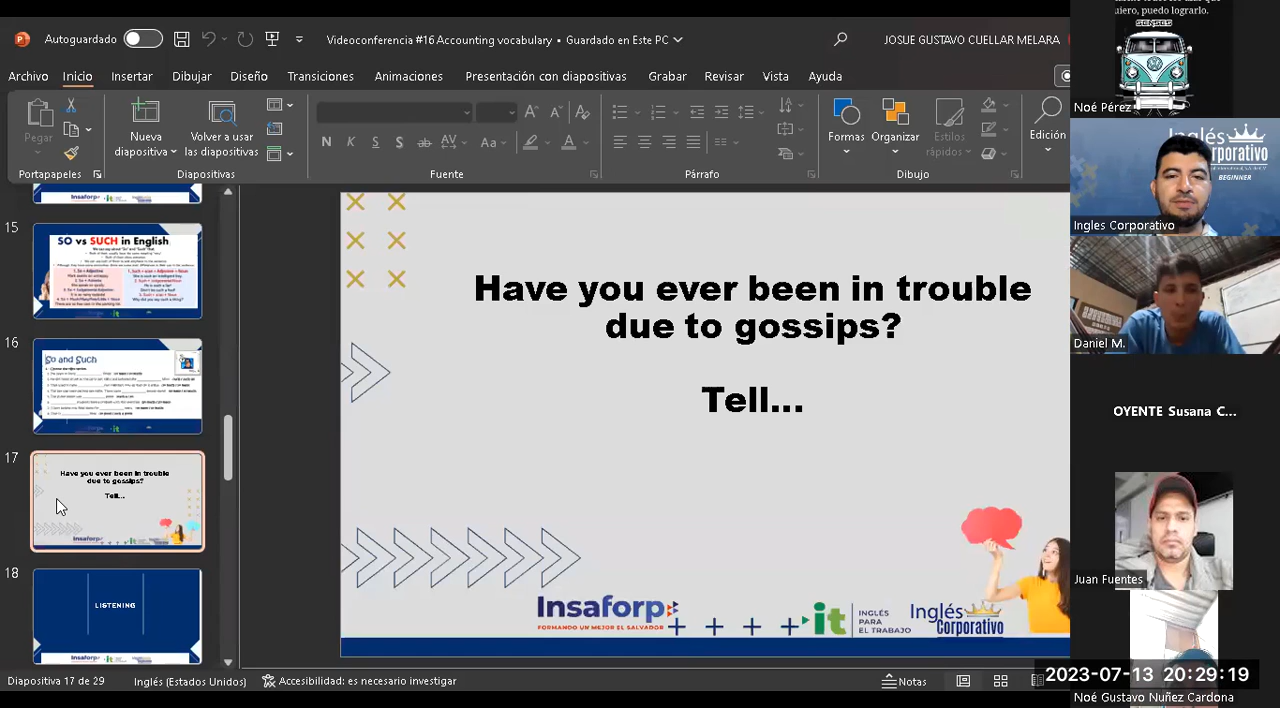 Autoguardado
Videoconferencia #16 Accounting vocabulary • Guardado en Este PC
JOSUE GUSTAVO CUELLAR MELARA
Archivo Inicio Insertar Dibujar Diseño Transiciones Animaciones Presentación con diapositivas Grabar Revisar Vista Ayuda
Pegar
Nueva diapositiva
Volver a usar las diapositivas
N K S S ab AV Aa A
Formas Organizar Estilos rápidos Edición
Portapapeles Diapositivas Fuente Párrafo Dibujo
15
SO vs SUCH in English
16
So and Such
17
Have you ever been in trouble
due to gossips?
Tell...
18
LISTENING
Have you ever been in trouble
due to gossips?
Tell...
Insaforp
FORMANDO UN MEJOR EL SALVADOR
it INGLÉS PARA EL TRABAJO
Inglés Corporativo
Diapositiva 17 de 29
Inglés (Estados Unidos)
Accesibilidad: es necesario investigar
Notas
uiero, puedo lograrlo.
Noé Pérez
Inglés
Corporativo
BEGINNER
Ingles Corporativo
Daniel M.
OYENTE Susana C...
Juan Fuentes
2023-07-13 20:29:19
Noé Gustavo Nuñez Cardona